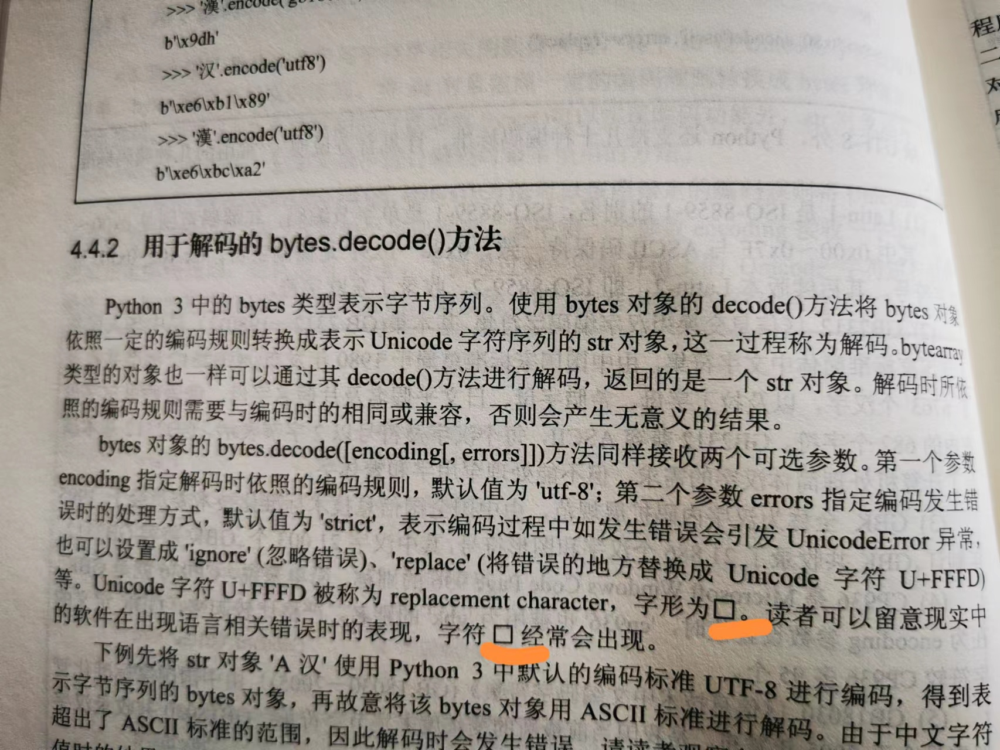 >>> '漢'.encode('gb18
b'\x9dh'
>>> '汉'.encode('utf8')
b'\xe6\xb1\x89'
>>> '漢'.encode('utf8')
b'\xe6\xbc\xa2'
4.4.2 用于解码的 bytes.decode()方法
Python 3 中的 bytes 类型表示字节序列。使用 bytes 对象的 decode()方法将 bytes 对象
依照一定的编码规则转换成表示 Unicode 字符序列的 str 对象，这一过程称为解码。bytearray
类型的对象也一样可以通过其 decode()方法进行解码，返回的是一个 str 对象。解码时所依
照的编码规则需要与编码时的相同或兼容，否则会产生无意义的结果。
bytes 对象的 bytes.decode([encoding[, errors]])方法同样接收两个可选参数。第一个参数
encoding 指定解码时依照的编码规则，默认值为 'utf-8'；第二个参数 errors 指定编码发生错
误时的处理方式，默认值为 'strict'，表示编码过程中如发生错误会引发 UnicodeError 异常，
也可以设置成 'ignore' (忽略错误)、'replace' (将错误的地方替换成 Unicode 字符 U+FFFD)
等。Unicode 字符 U+FFFD 被称为 replacement character，字形为□。读者可以留意现实中
的软件在出现语言相关错误时的表现，字符 □ 经常会出现。
下例先将 str 对象 'A 汉' 使用 Python 3 中默认的编码标准 UTF-8 进行编码，得到表
示字节序列的 bytes 对象，再故意将该 bytes 对象用 ASCII 标准进行解码。由于中文字符
超出了 ASCII 标准的范围，因此解码时会发生错误
程
二
对